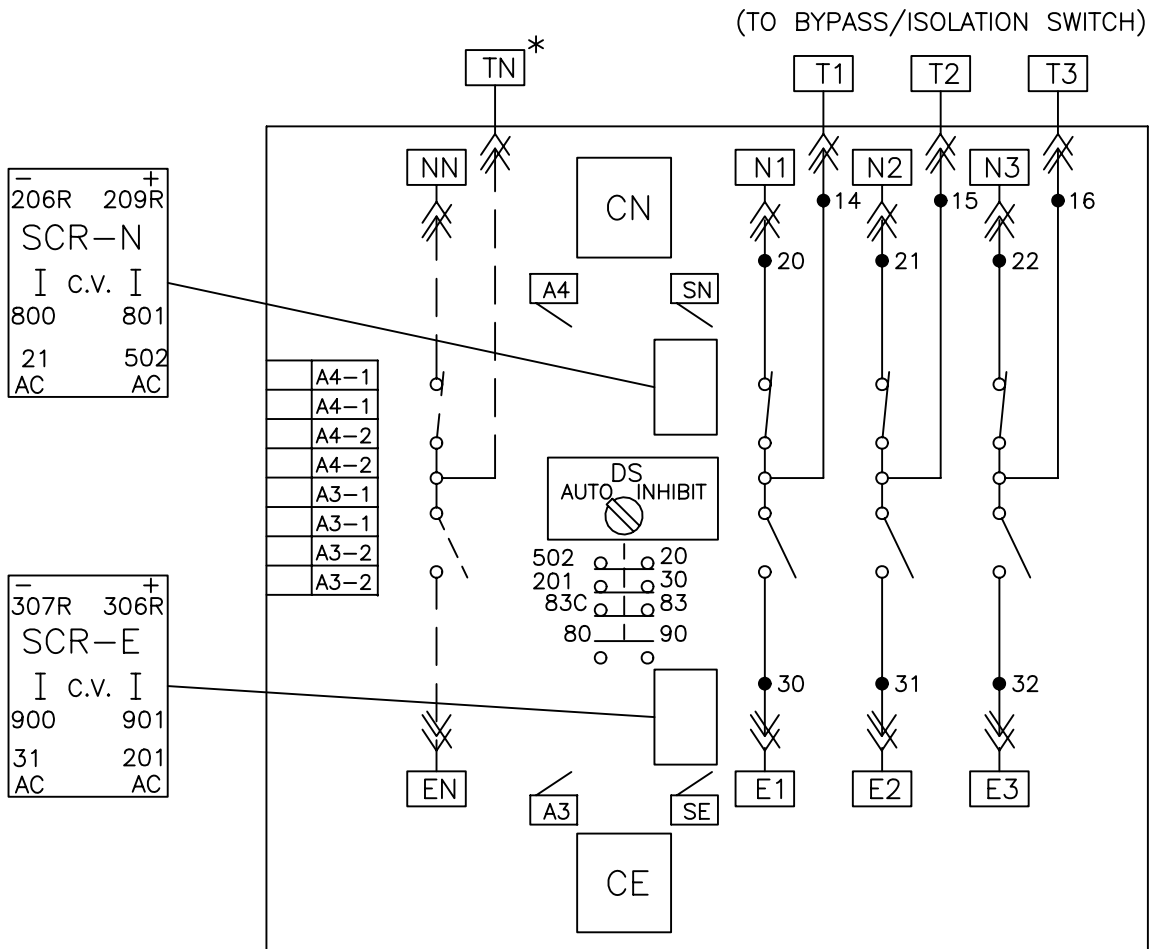 (TO BYPASS/ISOLATION SWITCH)
TN *
T1 T2 T3
NN
CN
N1 N2 N3
14 15 16
20 21 22
- +
206R 209R
SCR-N
I C.V. I
800 801
21 502
AC AC
A4 SN
A4-1
A4-1
A4-2
A4-2
A3-1
A3-1
A3-2
A3-2
DS
AUTO INHIBIT
502 20
201 30
83C 83
80 90
- +
307R 306R
SCR-E
I C.V. I
900 901
31 201
AC AC
30 31 32
EN
E1 E2 E3
A3 SE
CE